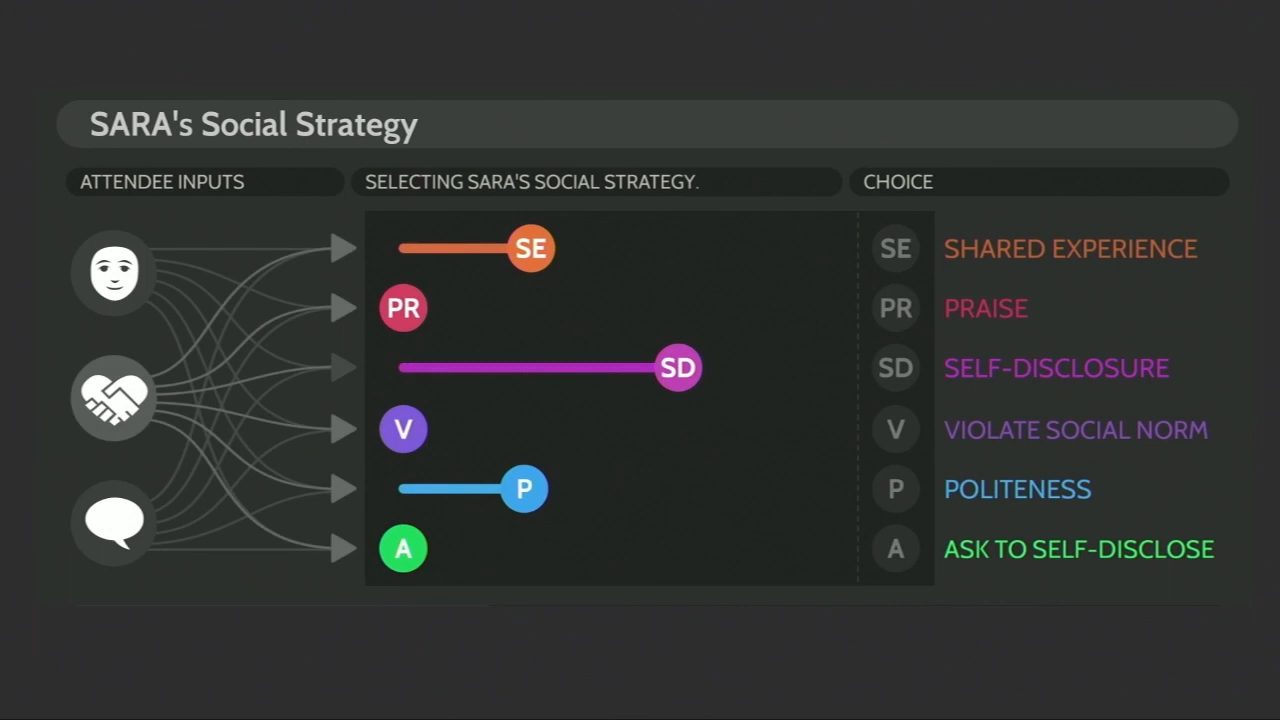 SARA's Social Strategy
ATTENDEE INPUTS
SELECTING SARA'S SOCIAL STRATEGY.
CHOICE
SE SE SHARED EXPERIENCE
PR PR PRAISE
SD SD SELF-DISCLOSURE
V V VIOLATE SOCIAL NORM
P P POLITENESS
A A ASK TO SELF-DISCLOSE